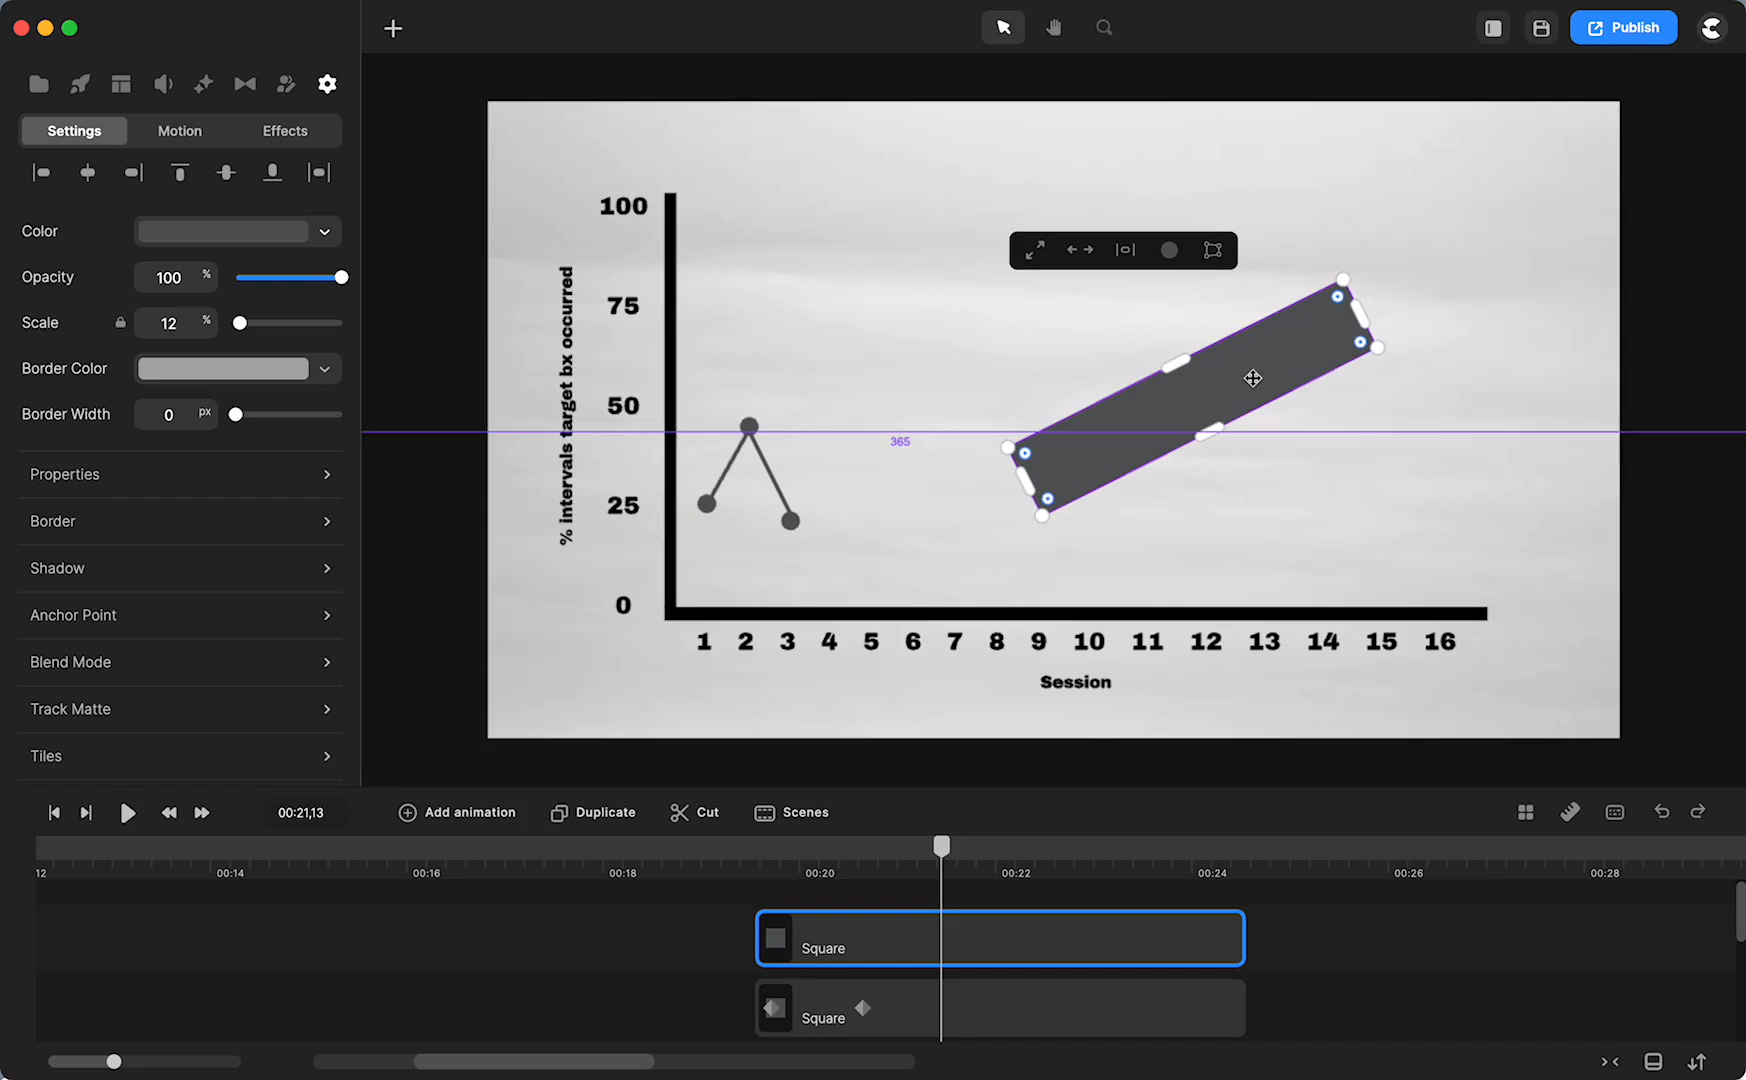 Publish
Settings
Motion
Effects
Color
Opacity
100 %
Scale
12 %
Border Color
Border Width
0 px
Properties
Border
Shadow
Anchor Point
Blend Mode
Track Matte
Tiles
100
75
50
25
0
% intervals target bx occurred
365
1 2 3 4 5 6 7 8 9 10 11 12 13 14 15 16
Session
00:21,13
Add animation
Duplicate
Cut
Scenes
12 00:14 00:16 00:18 00:20 00:22 00:24 00:26 00:28
Square
Square